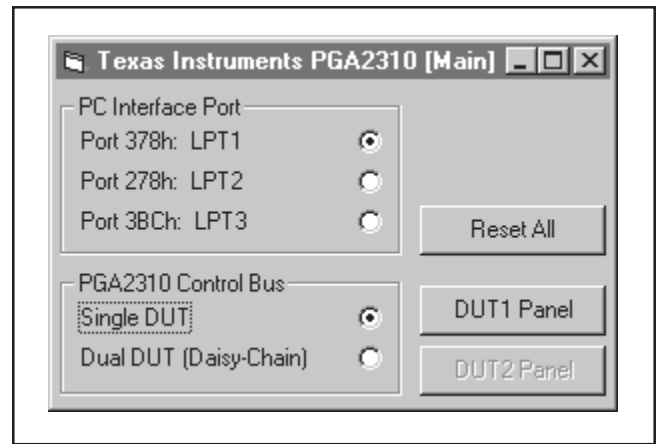 Texas Instruments PGA2310 [Main]
PC Interface Port
Port 378h: LPT1
Port 278h: LPT2
Port 3BCh: LPT3
Reset All
PGA2310 Control Bus
Single DUT
Dual DUT (Daisy-Chain)
DUT1 Panel
DUT2 Panel